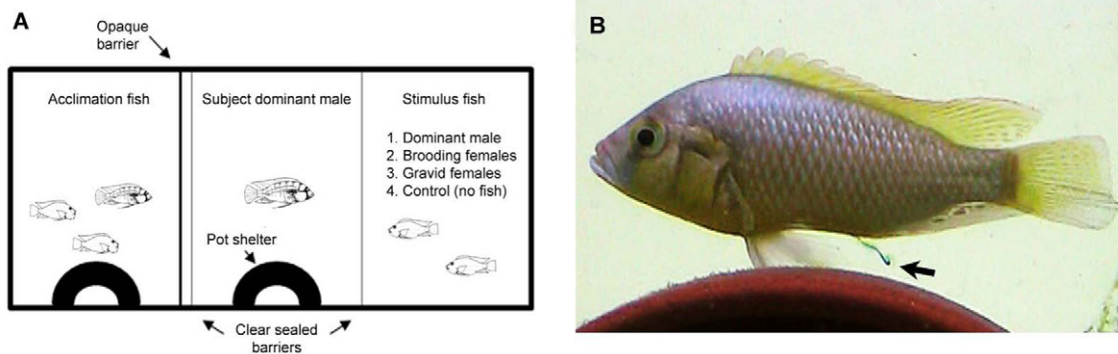 A
Opaque
barrier
Acclimation fish
Subject dominant male
Stimulus fish
1. Dominant male
2. Brooding females
3. Gravid females
4. Control (no fish)
Pot shelter
Clear sealed
barriers
B